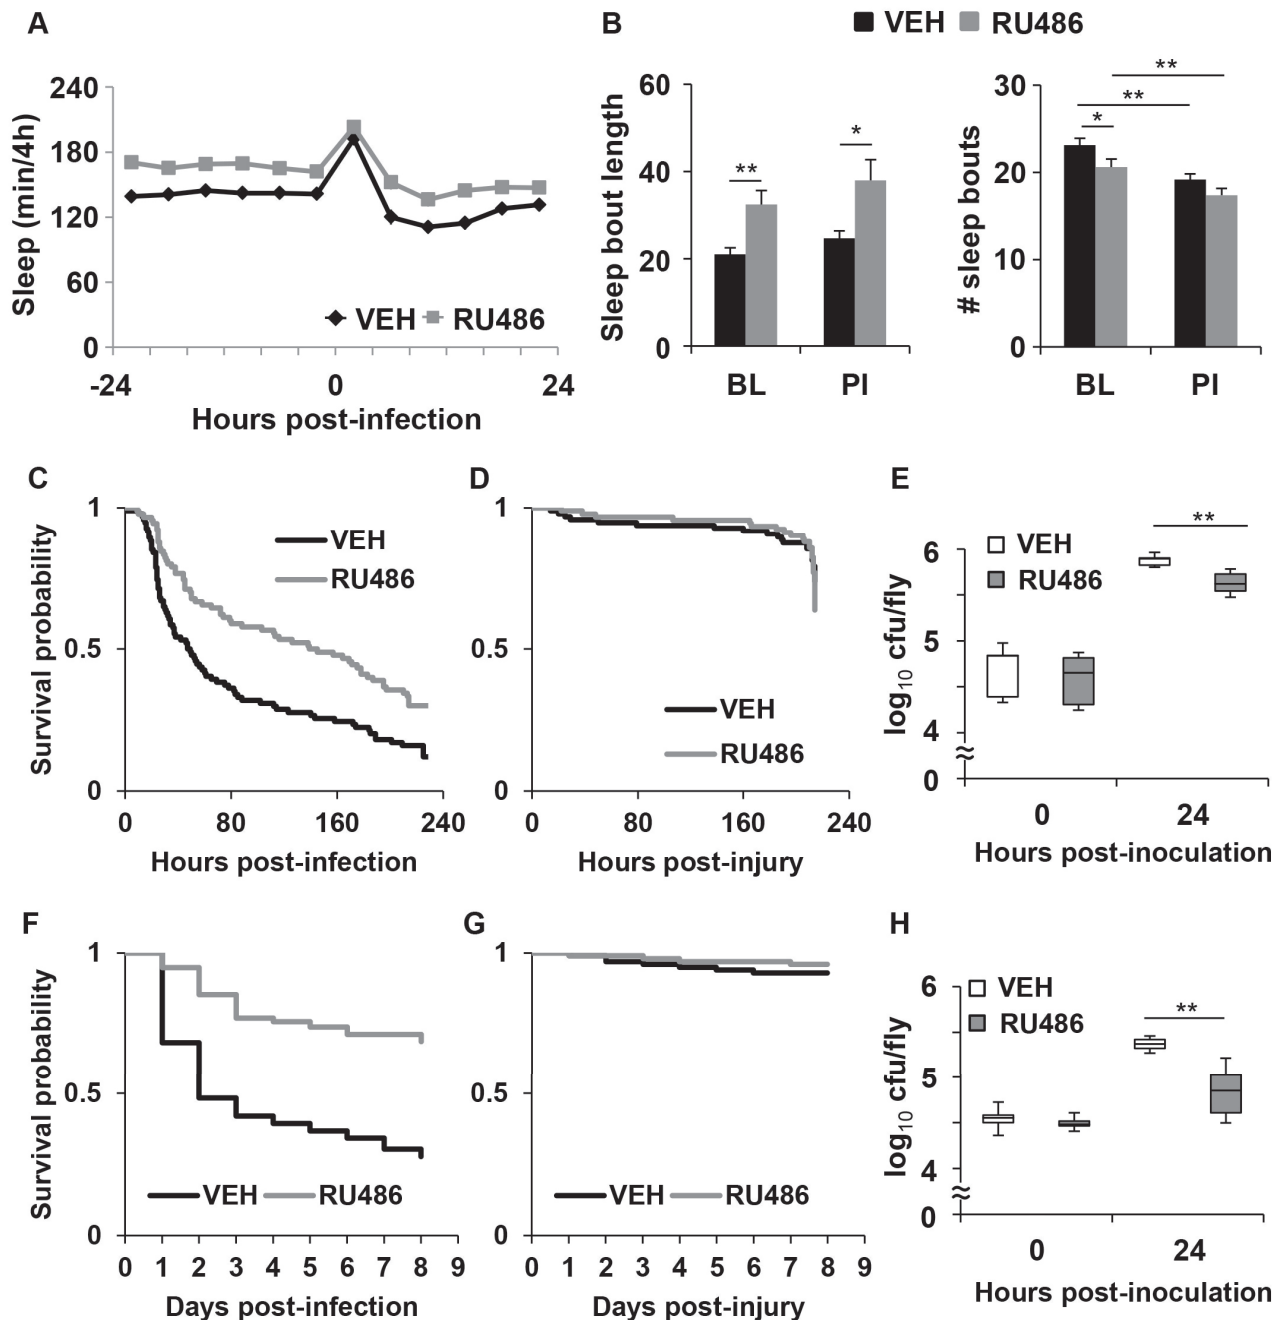 A
Sleep (min/4h)
240
180
120
60
0
VEH RU486
-24 0 24
Hours post-infection
B
VEH RU486
Sleep bout length
60
40
20
0
** *
BL PI
# sleep bouts
30
20
10
0
**
**
*
BL PI
C
Survival probability
1
0.5
0
VEH
RU486
0 80 160 240
Hours post-infection
D
1
0.5
0
VEH
RU486
0 80 160 240
Hours post-injury
E
log10 cfu/fly
6
5
4
≈
0
VEH
RU486
**
0 24
Hours post-inoculation
F
Survival probability
1
0.5
0
VEH RU486
0 1 2 3 4 5 6 7 8 9
Days post-infection
G
1
0.5
0
VEH RU486
0 1 2 3 4 5 6 7 8 9
Days post-injury
H
log10 cfu/fly
6
5
4
≈
0
VEH
RU486
**
0 24
Hours post-inoculation